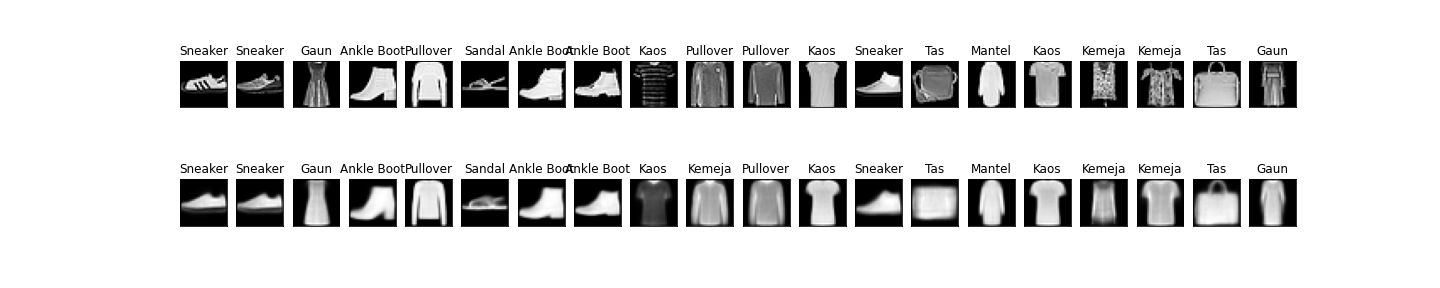 Sneaker Sneaker Gaun Ankle Boot Pullover Sandal Ankle Boot Ankle Boot Kaos Pullover Pullover Kaos Sneaker Tas Mantel Kaos Kemeja Kemeja Tas Gaun
Sneaker Sneaker Gaun Ankle Boot Pullover Sandal Ankle Boot Ankle Boot Kaos Kemeja Pullover Kaos Sneaker Tas Mantel Kaos Kemeja Kemeja Tas Gaun